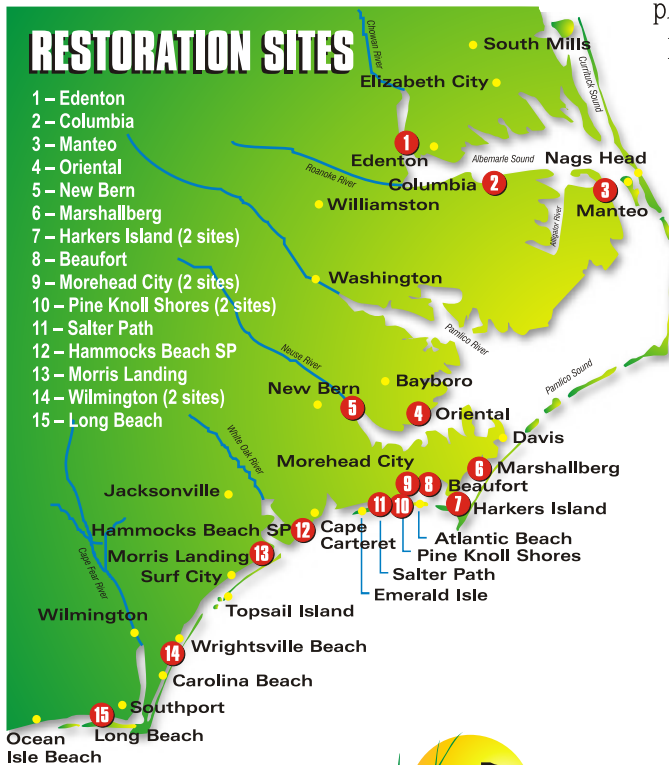 RESTORATION SITES
1 – Edenton
2 – Columbia
3 – Manteo
4 – Oriental
5 – New Bern
6 – Marshallberg
7 – Harkers Island (2 sites)
8 – Beaufort
9 – Morehead City (2 sites)
10 – Pine Knoll Shores (2 sites)
11 – Salter Path
12 – Hammocks Beach SP
13 – Morris Landing
14 – Wilmington (2 sites)
15 – Long Beach
Chowan River
South Mills
Currituck Sound
Elizabeth City
1
Edenton
Albemarle Sound
Nags Head
Roanoke River
Columbia
2
3
Manteo
Williamston
Alligator River
Washington
Pamlico River
Neuse River
Pamlico Sound
Bayboro
New Bern
5
4
Oriental
White Oak River
Davis
Morehead City
6
Marshallberg
9
8
Beaufort
Jacksonville
11
10
7
Harkers Island
Hammocks Beach SP
12
Cape
Carteret
Atlantic Beach
Pine Knoll Shores
Morris Landing
13
Salter Path
Surf City
Emerald Isle
Cape Fear River
Topsail Island
Wilmington
14
Wrightsville Beach
Carolina Beach
Southport
15
Long Beach
Ocean
Isle Beach